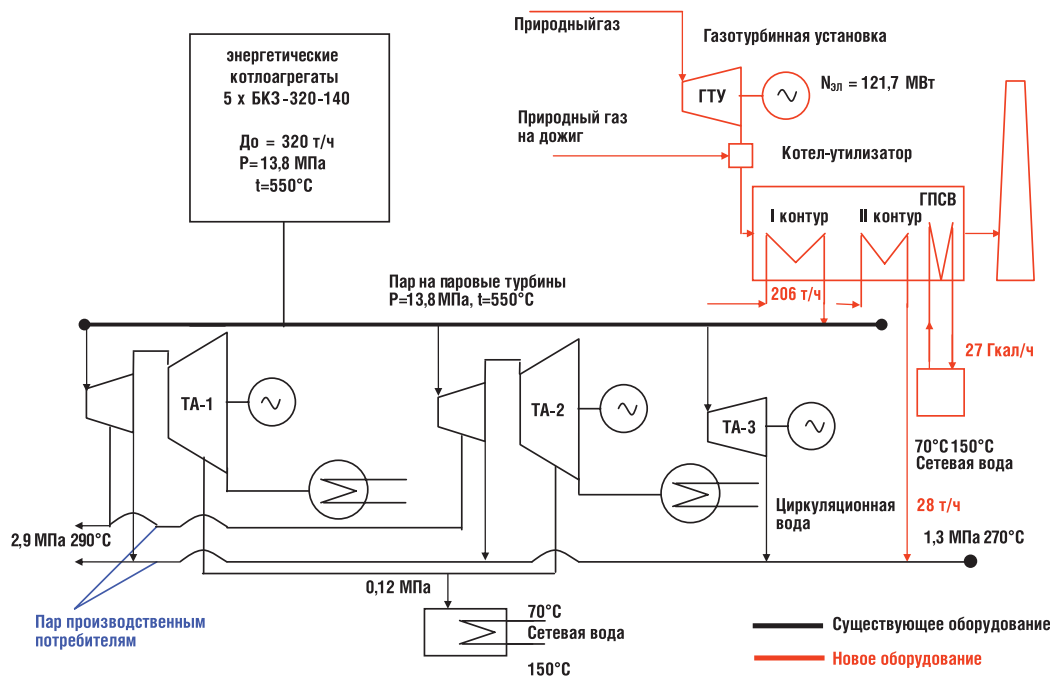 Природныйгаз
Газотурбинная установка
энергетические
котлоагрегаты
5 х БКЗ-320-140
До = 320 т/ч
Р=13,8 МПа
t=550°С
ГТУ
Nэл = 121,7 МВт
Природный газ
на дожиг
Котел-утилизатор
ГПСВ
I контур
II контур
Пар на паровые турбины
Р=13,8 МПа, t=550°С
206 т/ч
27 Гкал/ч
ТА-1
ТА-2
ТА-3
70°С 150°С
Сетевая вода
Циркуляционная
вода
28 т/ч
2,9 МПа 290°С
1,3 МПа 270°С
0,12 МПа
Пар производственным
потребителям
70°С
Сетевая вода
150°С
Существующее оборудование
Новое оборудование